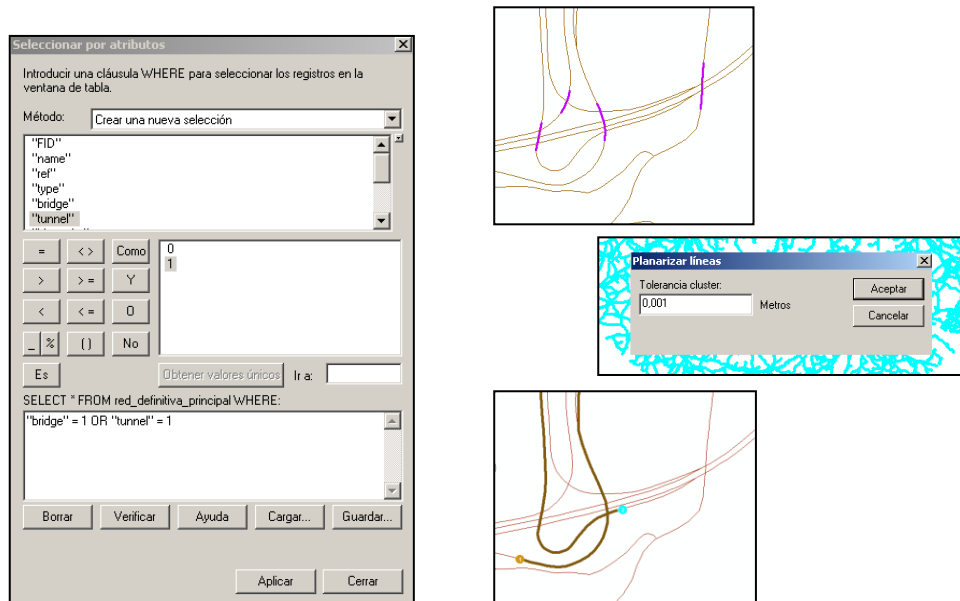 Seleccionar por atributos
Introducir una cláusula WHERE para seleccionar los registros en la
ventana de tabla.
Método: Crear una nueva selección
"FID"
"name"
"ref"
"type"
"bridge"
"tunnel"
= <> Como
> >= Y
< <= O
_ % () No
Es
0
1
Obtener valores únicos Ir a:
SELECT * FROM red_definitiva_principal WHERE:
"bridge" = 1 OR "tunnel" = 1
Borrar Verificar Ayuda Cargar... Guardar...
Aplicar Cerrar
Planarizar líneas
Tolerancia cluster:
0,001 Metros
Aceptar
Cancelar